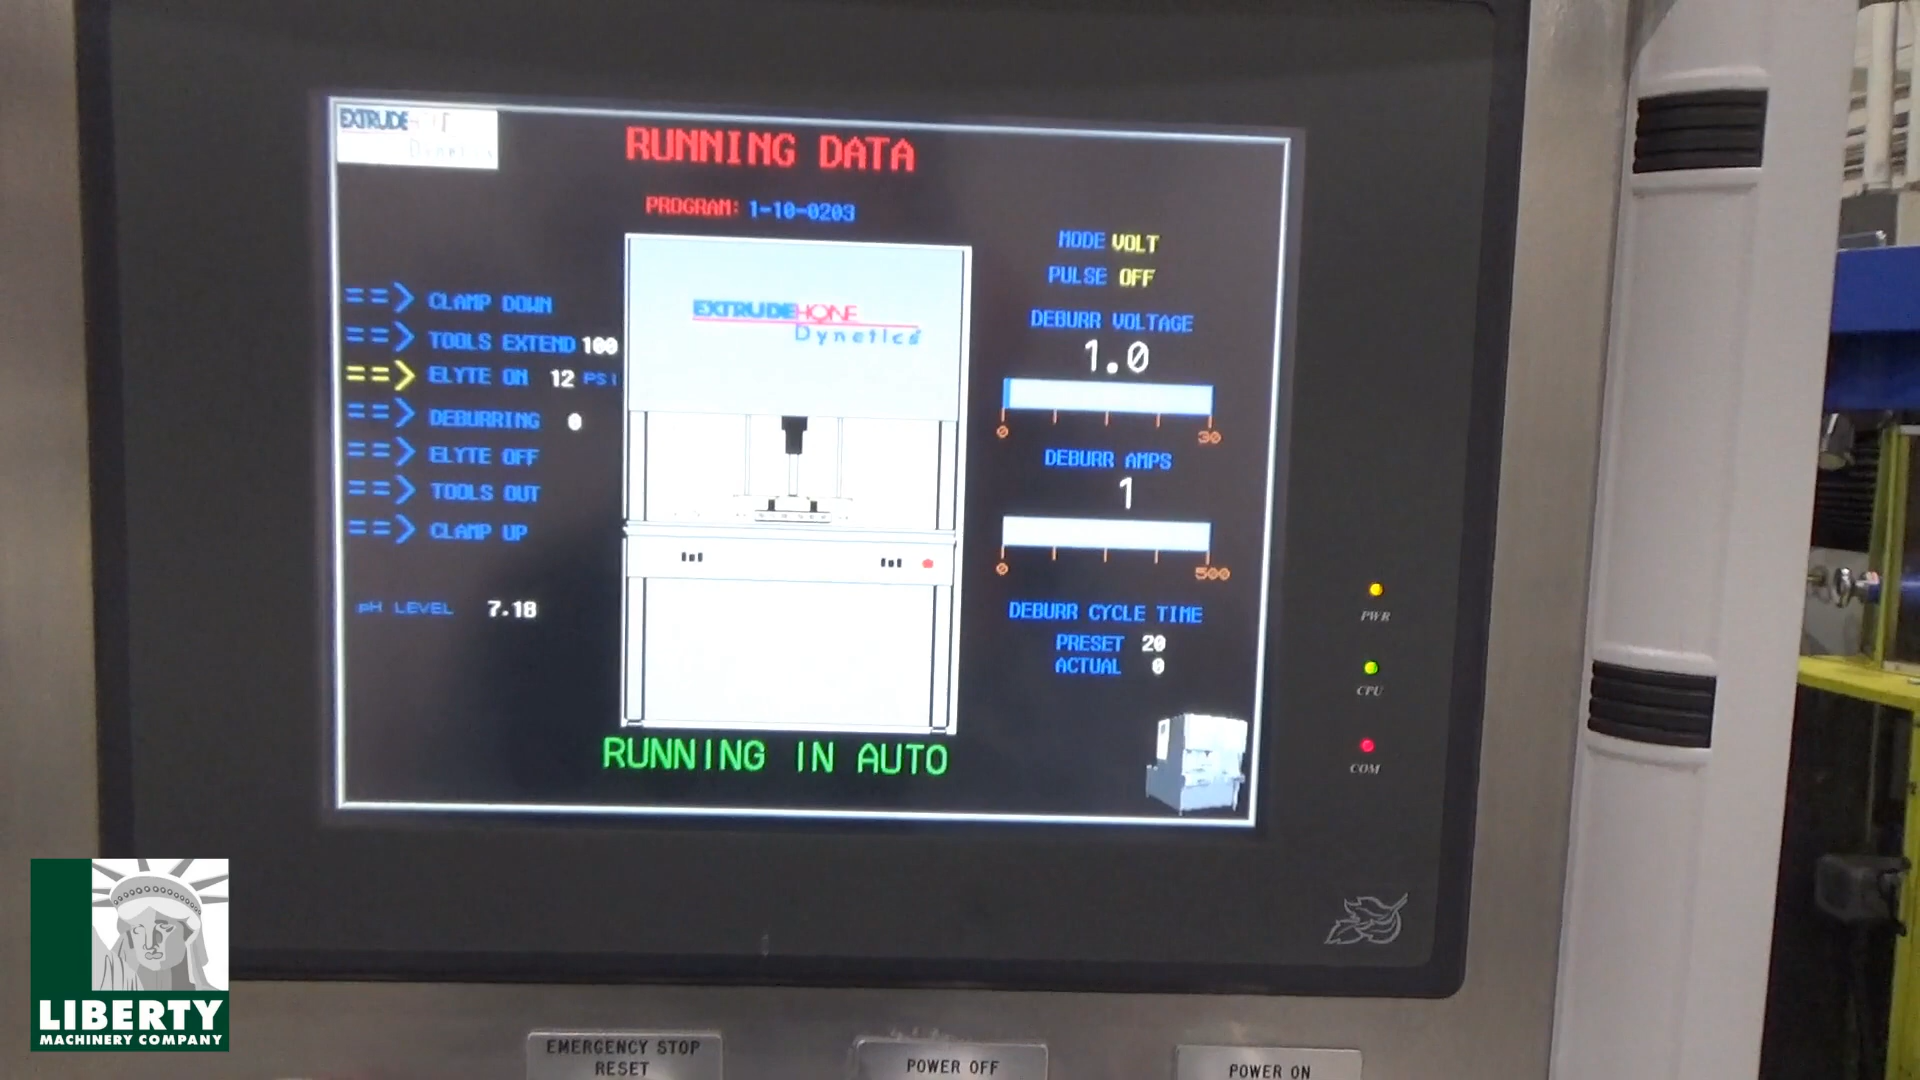 EXTRUDEHONE
Dynetics
RUNNING DATA
PROGRAM: 1-10-0203
==> CLAMP DOWN
==> TOOLS EXTEND 100
==> ELYTE ON 12 PSI
==> DEBURRING 0
==> ELYTE OFF
==> TOOLS OUT
==> CLAMP UP
pH LEVEL 7.18
EXTRUDEHONE
Dynetics
MODE VOLT
PULSE OFF
DEBURR VOLTAGE
1.0
0 30
DEBURR AMPS
1
0 500
DEBURR CYCLE TIME
PRESET 20
ACTUAL 0
RUNNING IN AUTO
PWR
CPU
COM
LIBERTY
MACHINERY COMPANY
EMERGENCY STOP
RESET
POWER OFF
POWER ON